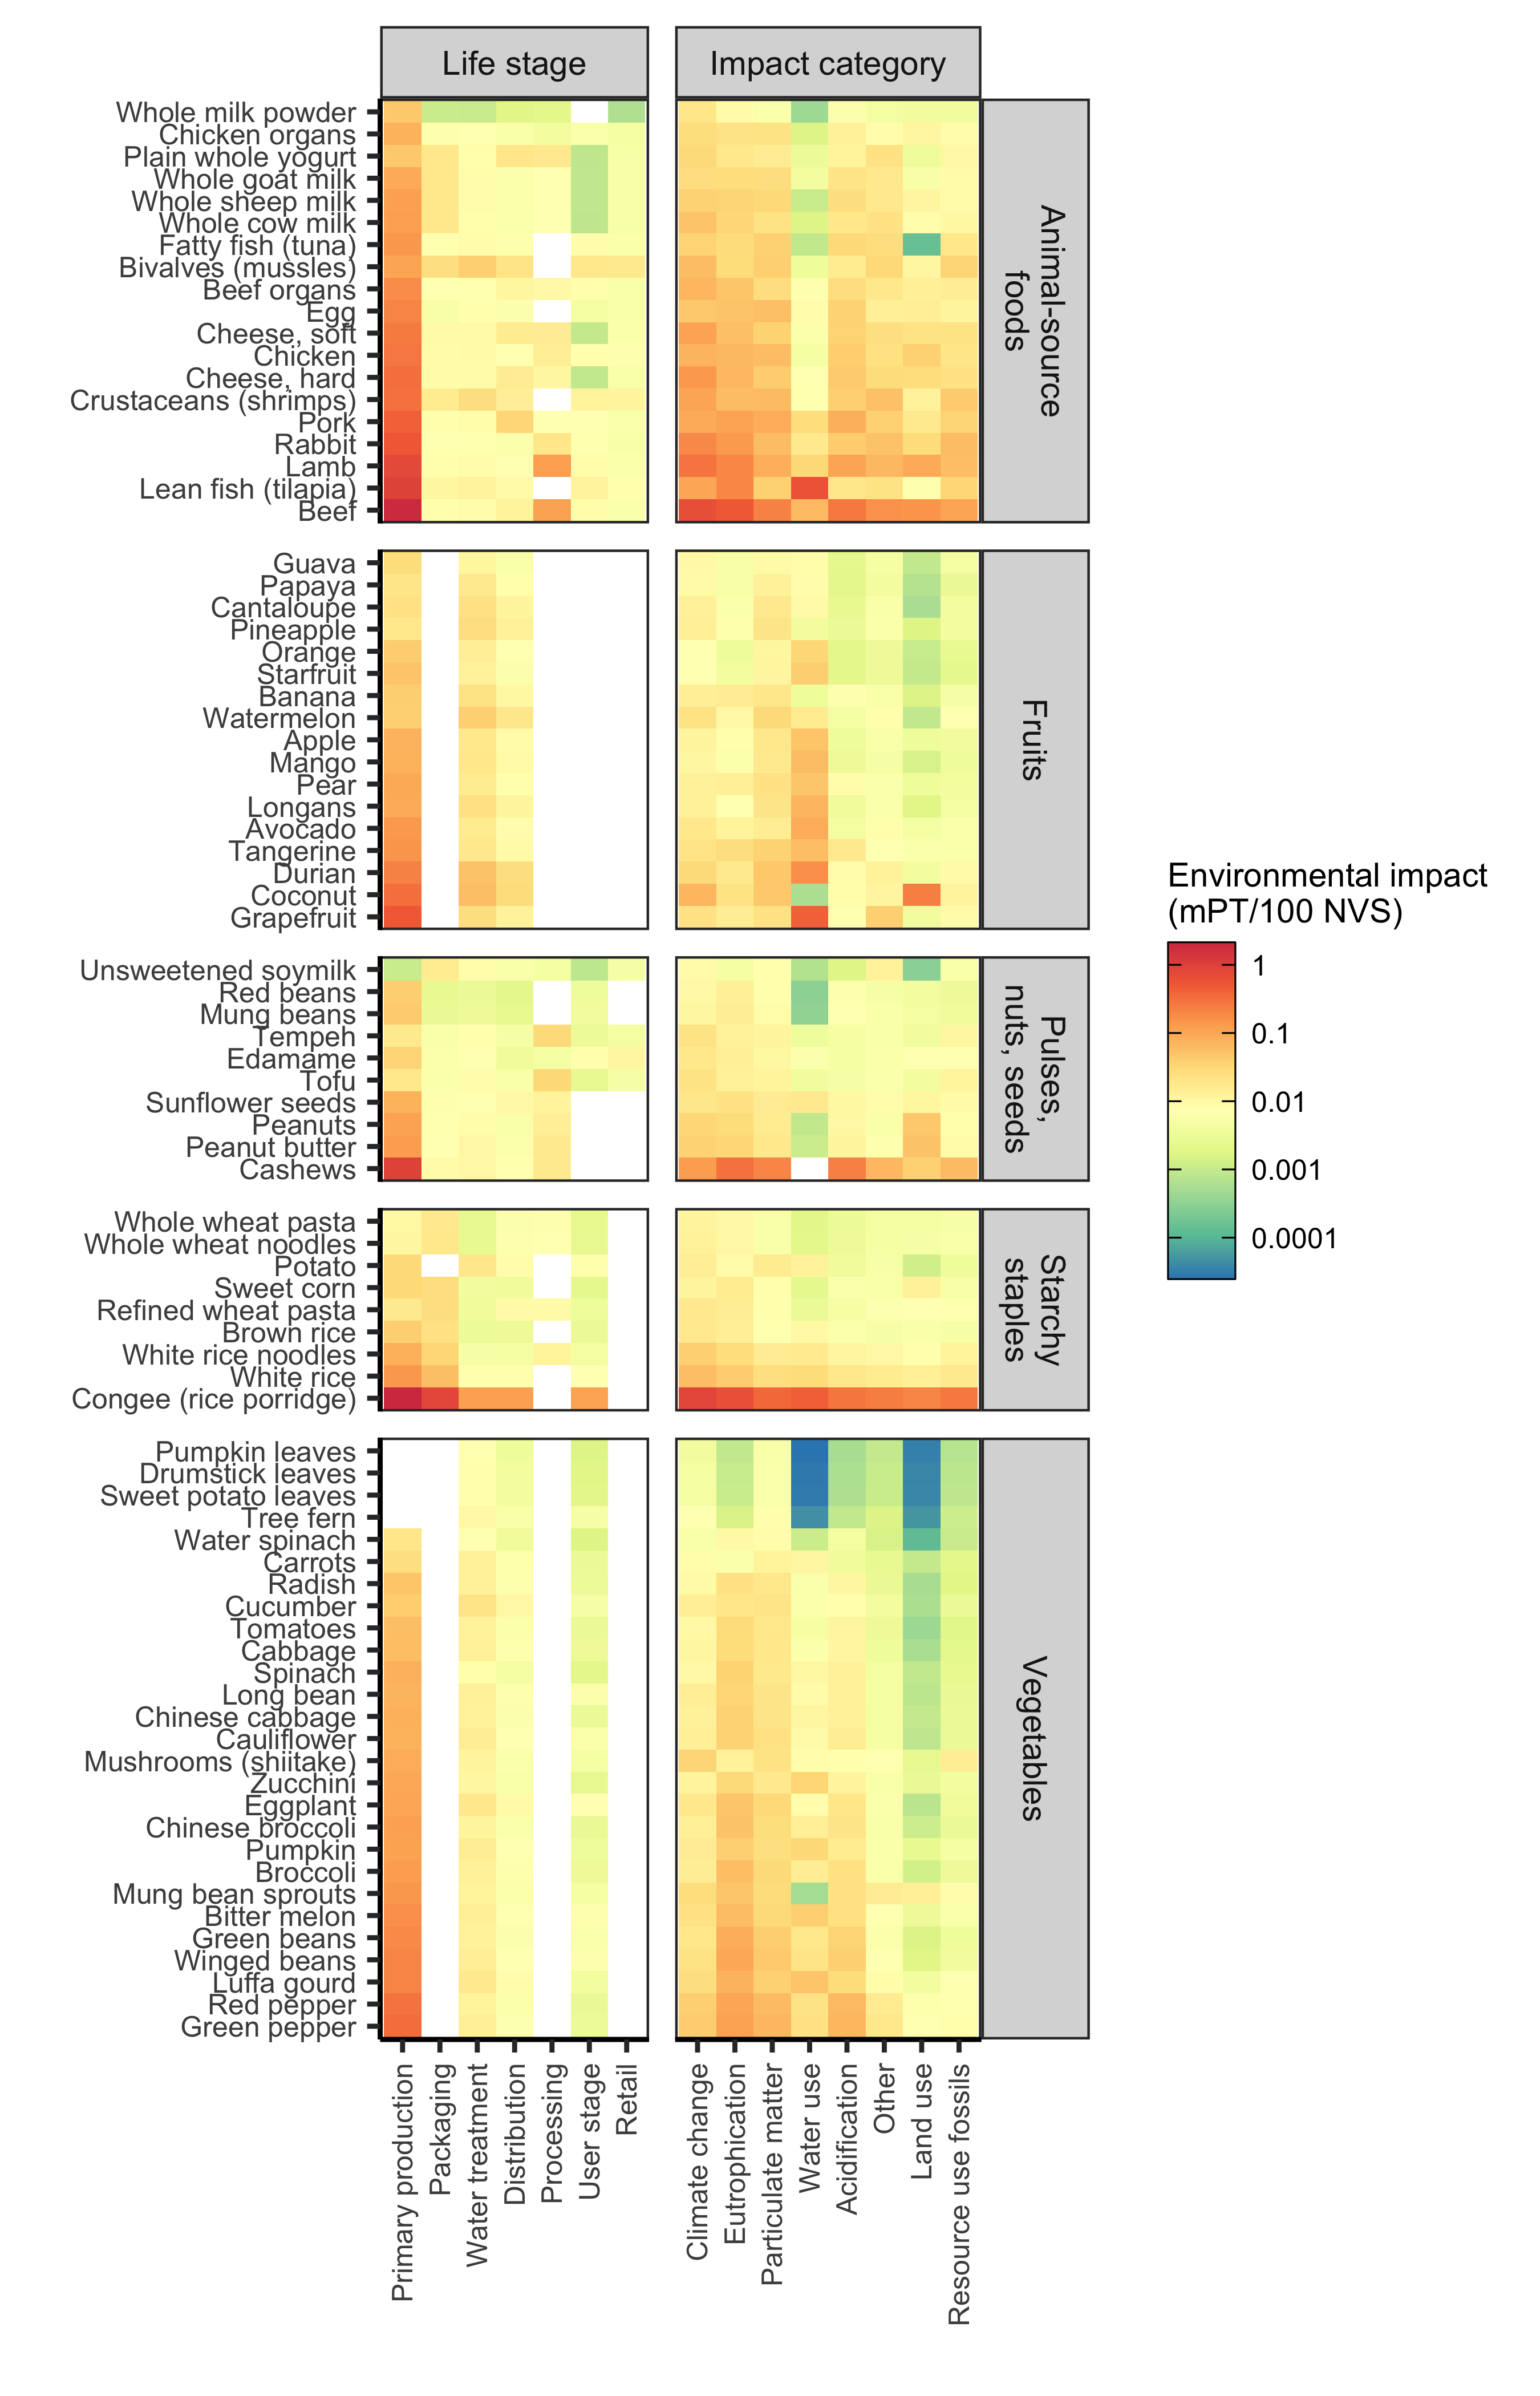 Life stage
Impact category
Whole milk powder
Chicken organs
Plain whole yogurt
Whole goat milk
Whole sheep milk
Whole cow milk
Fatty fish (tuna)
Bivalves (mussles)
Beef organs
Egg
Cheese, soft
Chicken
Cheese, hard
Crustaceans (shrimps)
Pork
Rabbit
Lamb
Lean fish (tilapia)
Beef
Animal-source
foods
Guava
Papaya
Cantaloupe
Pineapple
Orange
Starfruit
Banana
Watermelon
Apple
Mango
Pear
Longans
Avocado
Tangerine
Durian
Coconut
Grapefruit
Fruits
Unsweetened soymilk
Red beans
Mung beans
Tempeh
Edamame
Tofu
Sunflower seeds
Peanuts
Peanut butter
Cashews
Pulses,
nuts, seeds
Whole wheat pasta
Whole wheat noodles
Potato
Sweet corn
Refined wheat pasta
Brown rice
White rice noodles
White rice
Congee (rice porridge)
Starchy
staples
Pumpkin leaves
Drumstick leaves
Sweet potato leaves
Tree fern
Water spinach
Carrots
Radish
Cucumber
Tomatoes
Cabbage
Spinach
Long bean
Chinese cabbage
Cauliflower
Mushrooms (shiitake)
Zucchini
Eggplant
Chinese broccoli
Pumpkin
Broccoli
Mung bean sprouts
Bitter melon
Green beans
Winged beans
Luffa gourd
Red pepper
Green pepper
Vegetables
Primary production
Packaging
Water treatment
Distribution
Processing
User stage
Retail
Climate change
Eutrophication
Particulate matter
Water use
Acidification
Other
Land use
Resource use fossils
Environmental impact
(mPT/100 NVS)
1
0.1
0.01
0.001
0.0001